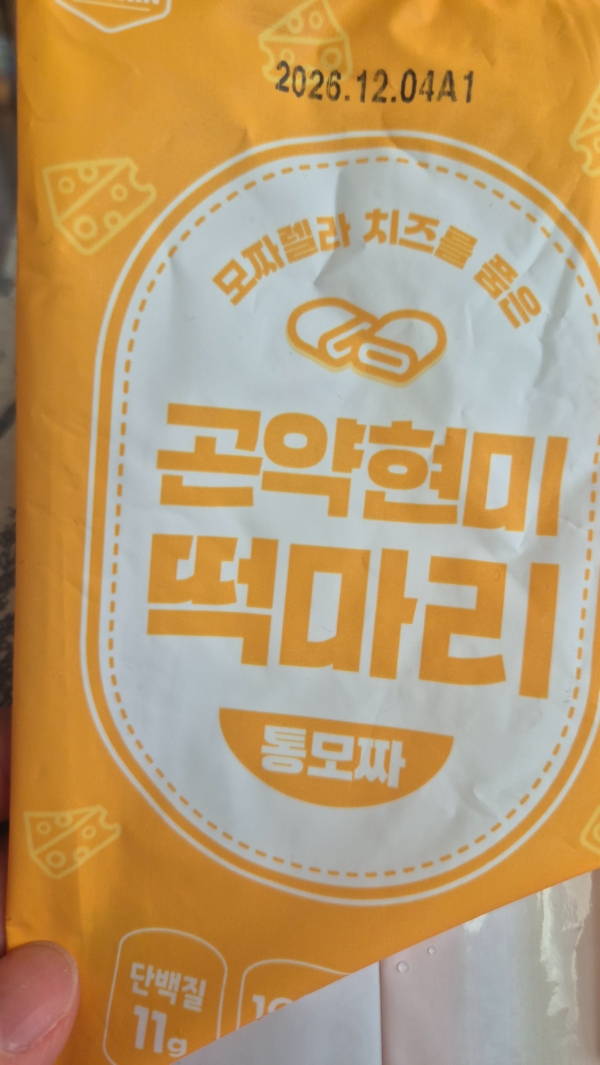 2026.12.04A1
모짜렐라 치즈를 품은
곤약현미
떡마리
통모짜
단백질
11g